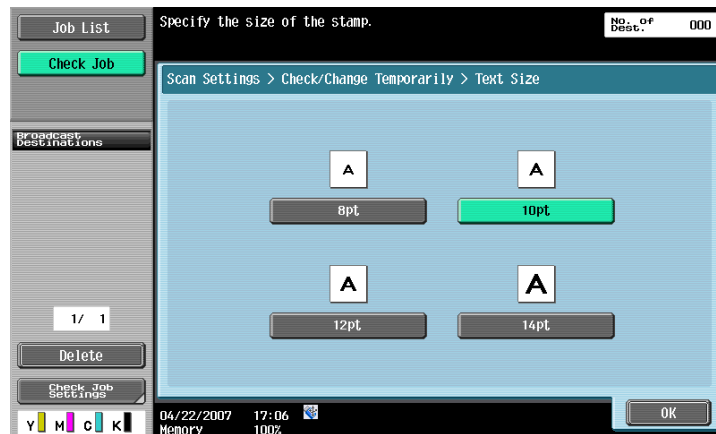 Job List
Check Job
Broadcast
Destinations
1/ 1
Delete
Check Job
Settings
Y M C K
Specify the size of the stamp.
No. of
Dest. 000
Scan Settings > Check/Change Temporarily > Text Size
A A
8pt 10pt
A A
12pt 14pt
OK
04/22/2007 17:06
Memory 100%